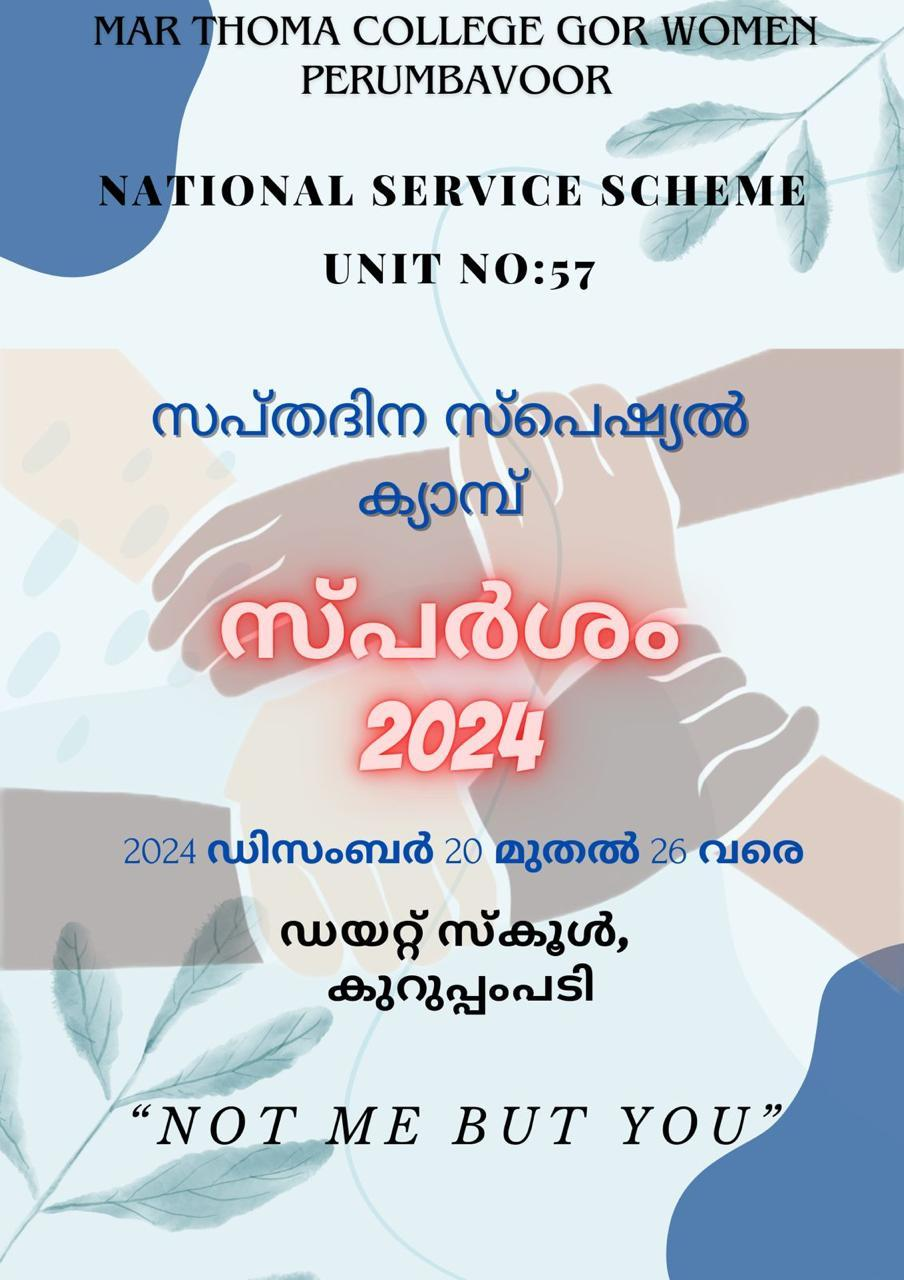 MAR THOMA COLLEGE GOR WOMEN
PERUMBAVOOR
NATIONAL SERVICE SCHEME
UNIT NO:57
സപ്തദിന സ്പെഷ്യൽ
ക്യാമ്പ്
സ്പർശം
2024
2024 ഡിസംബർ 20 മുതൽ 26 വരെ
ഡയറ്റ് സ്കൂൾ,
കുറുപ്പംപടി
“NOT ME BUT YOU”